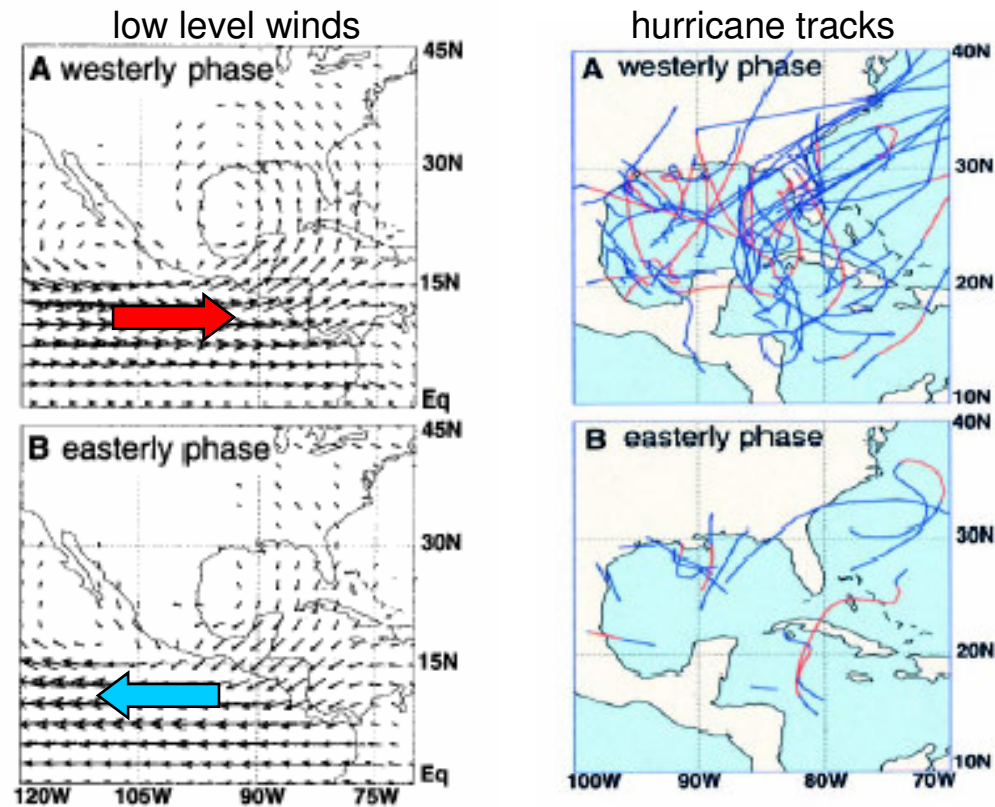 low level winds
hurricane tracks
A westerly phase
45N
30N
15N
Eq
A westerly phase
40N
30N
20N
10N
B easterly phase
45N
30N
15N
Eq
120W 105W 90W 75W
B easterly phase
40N
30N
20N
10N
100W 90W 80W 70W